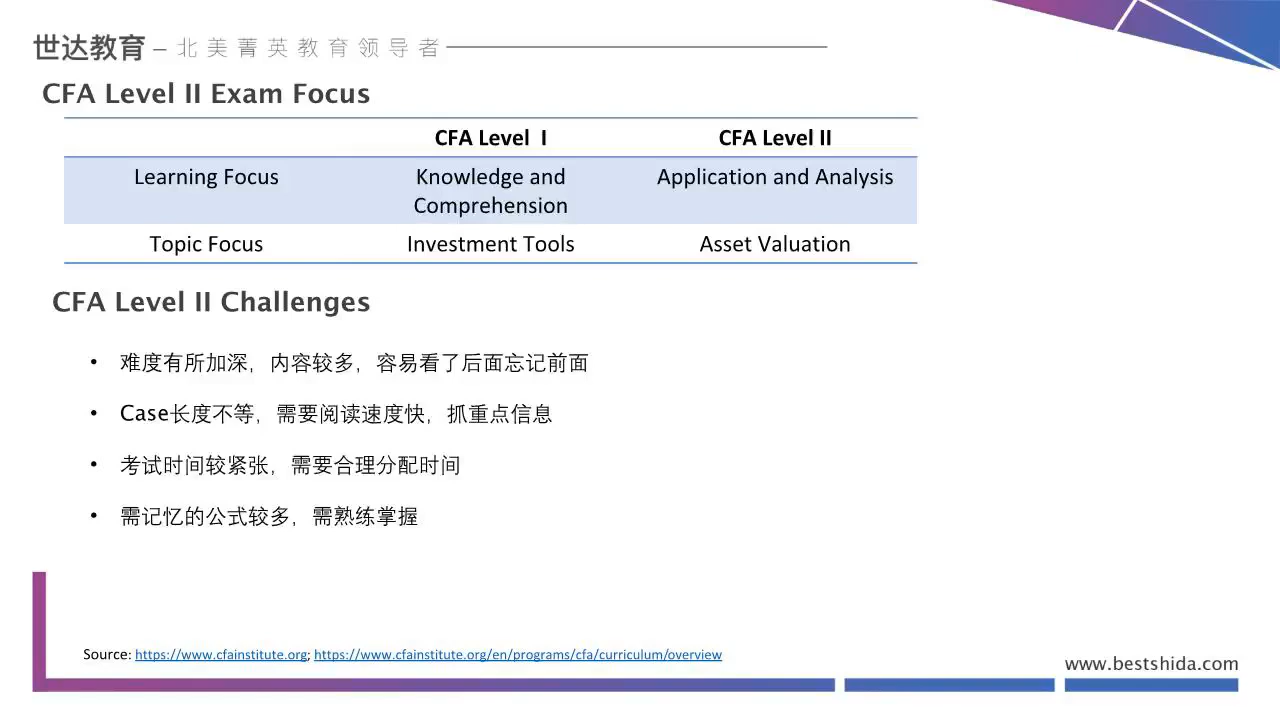 世达教育 – 北美菁英教育领导者
CFA Level II Exam Focus
CFA Level I CFA Level II
Learning Focus Knowledge and Comprehension Application and Analysis
Topic Focus Investment Tools Asset Valuation
CFA Level II Challenges
• 难度有所加深，内容较多，容易看了后面忘记前面
• Case长度不等，需要阅读速度快，抓重点信息
• 考试时间较紧张，需要合理分配时间
• 需记忆的公式较多，需熟练掌握
Source: https://www.cfainstitute.org; https://www.cfainstitute.org/en/programs/cfa/curriculum/overview
www.bestshida.com